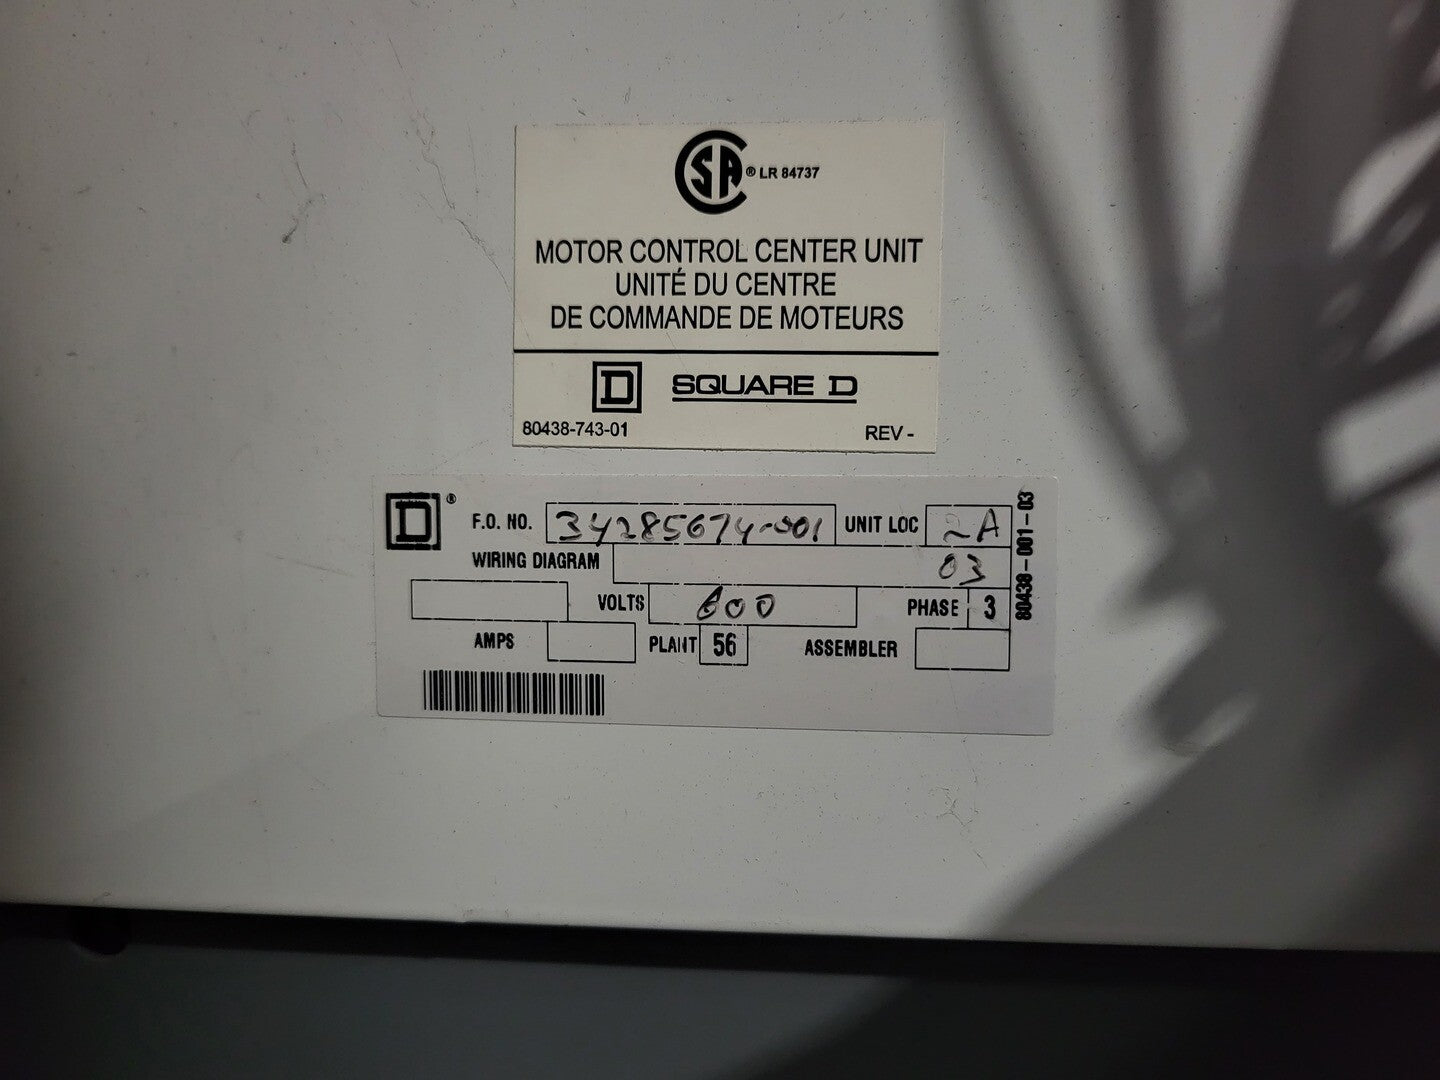 CSA ® LR 84737
MOTOR CONTROL CENTER UNIT
UNITÉ DU CENTRE
DE COMMANDE DE MOTEURS
D SQUARE D
80438-743-01 REV -
D ® F.O. NO. 34285674-001 UNIT LOC 2A
WIRING DIAGRAM 03
VOLTS 600 PHASE 3
AMPS PLANT 56 ASSEMBLER
80438-001-03